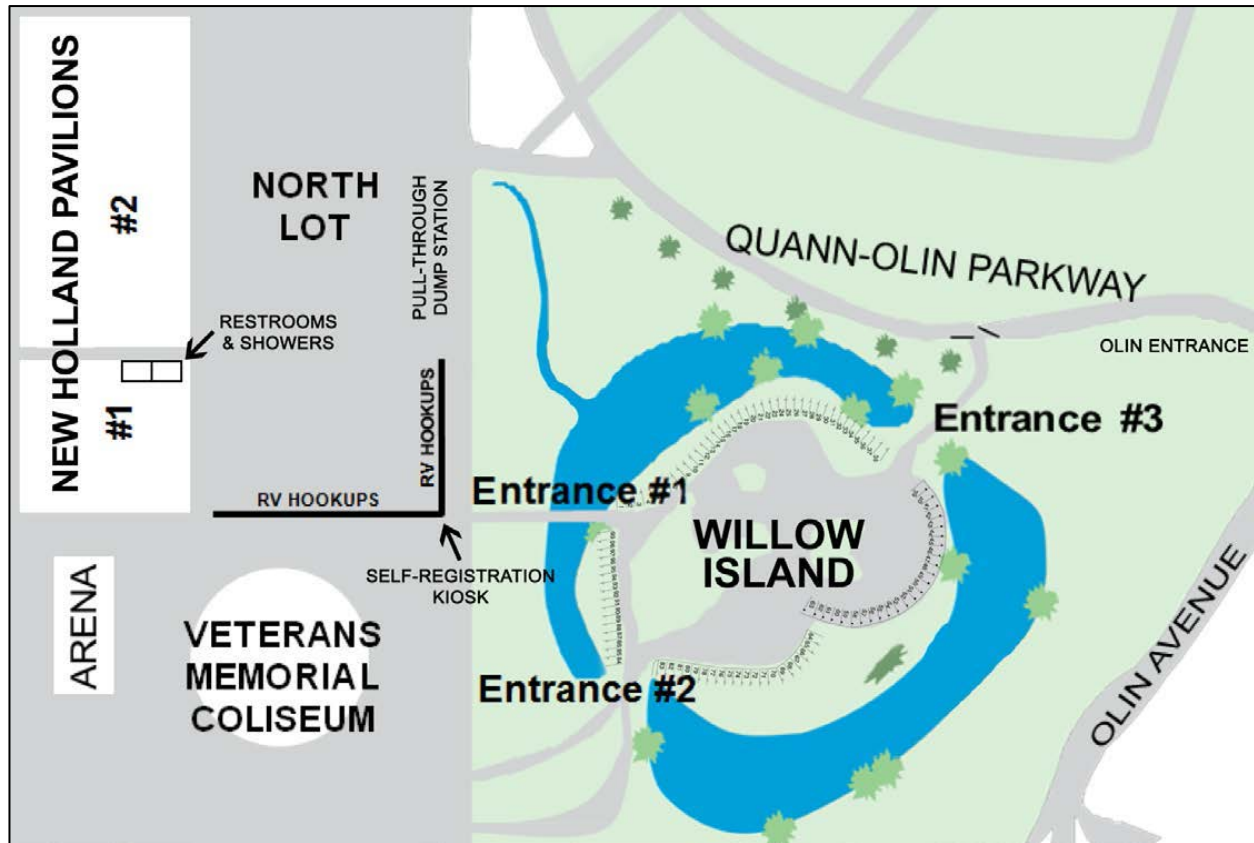 NEW HOLLAND PAVILIONS
#2
#1
NORTH
LOT
PULL-THROUGH
DUMP STATION
RESTROOMS
& SHOWERS
RV HOOKUPS
RV HOOKUPS
SELF-REGISTRATION
KIOSK
ARENA
VETERANS
MEMORIAL
COLISEUM
QUANN-OLIN PARKWAY
OLIN ENTRANCE
Entrance #3
Entrance #1
WILLOW
ISLAND
Entrance #2
OLIN AVENUE